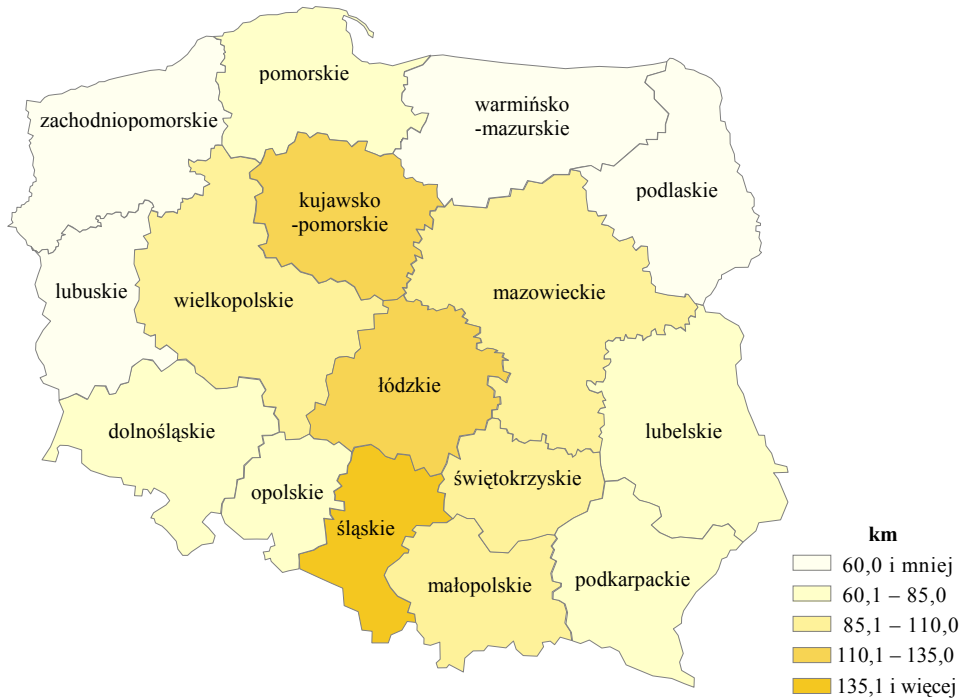 pomorskie
zachodniopomorskie
warmińsko
-mazurskie
podlaskie
kujawsko
-pomorskie
lubuskie
wielkopolskie
mazowieckie
łódzkie
dolnośląskie
lubelskie
opolskie
świętokrzyskie
śląskie
małopolskie
podkarpackie
km
60,0 i mniej
60,1 – 85,0
85,1 – 110,0
110,1 – 135,0
135,1 i więcej